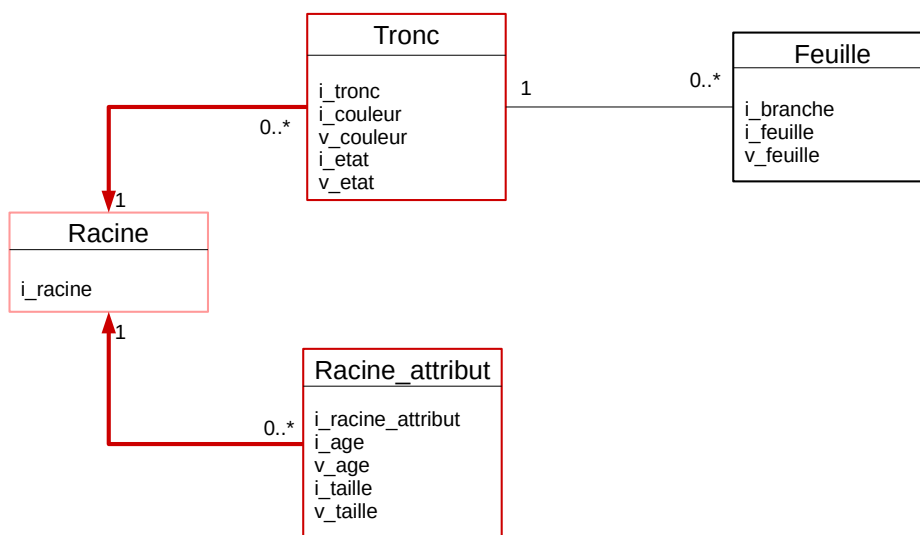 Tronc
i_tronc
i_couleur
v_couleur
i_etat
v_etat
0..*
1
1
0..*
Feuille
i_branche
i_feuille
v_feuille
Racine
i_racine
1
0..*
Racine_attribut
i_racine_attribut
i_age
v_age
i_taille
v_taille